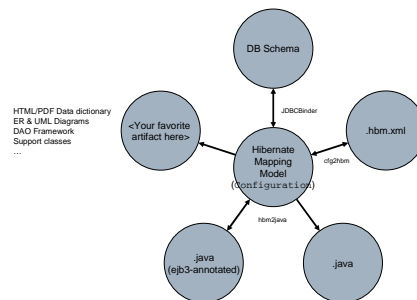 DB Schema
JDBCBinder
HTML/PDF Data dictionary
ER & UML Diagrams
DAO Framework
Support classes
…
<Your favorite
artifact here>
.hbm.xml
Hibernate
Mapping
Model
(Configuration)
cfg2hbm
hbm2java
.java
(ejb3-annotated)
.java